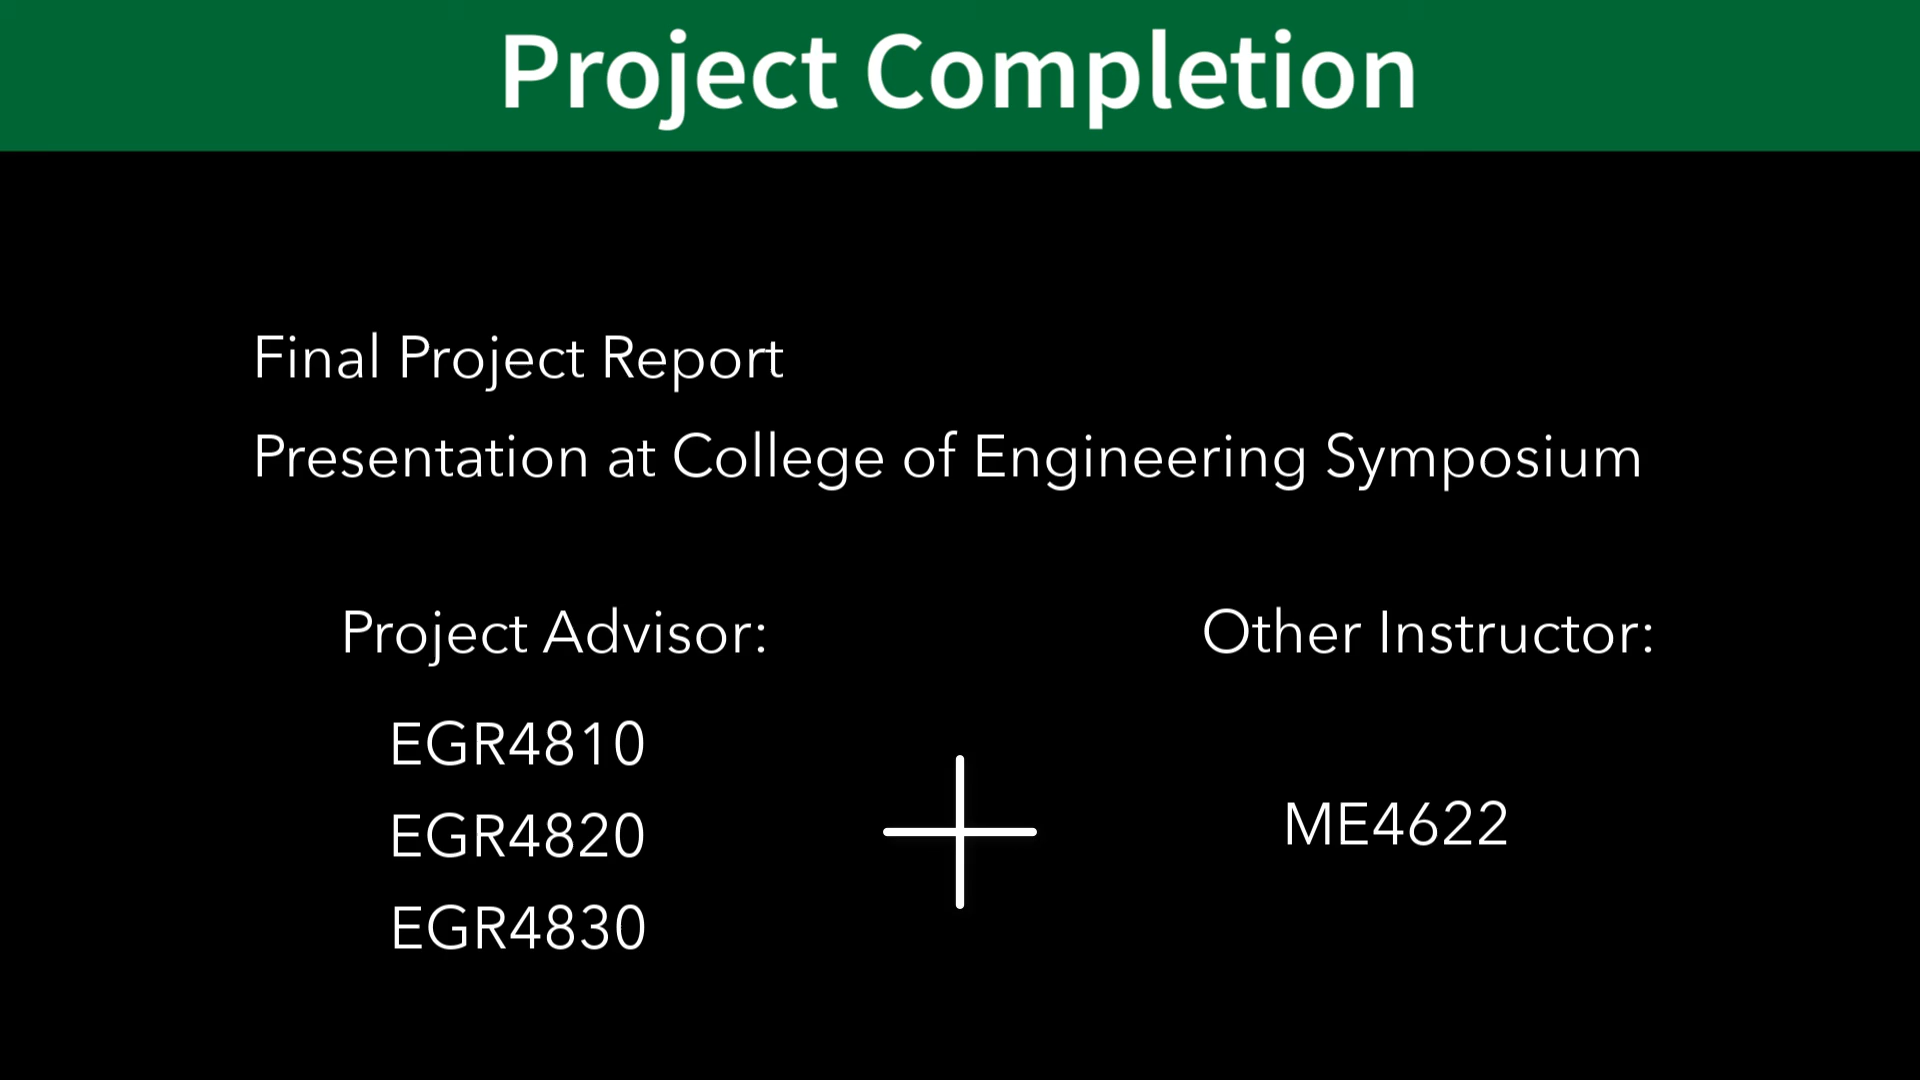 Project Completion
Final Project Report
Presentation at College of Engineering Symposium
Project Advisor:
EGR4810
EGR4820
EGR4830
Other Instructor:
ME4622